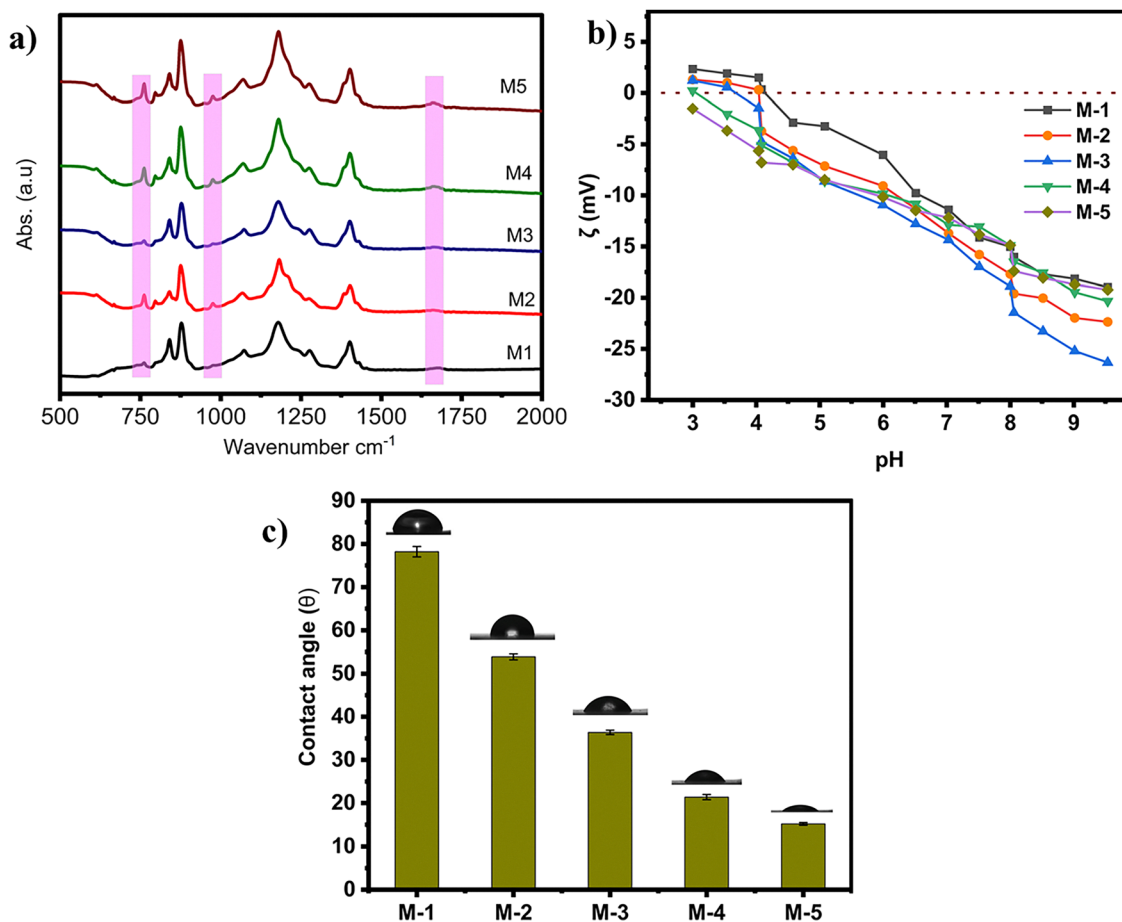 a)
Abs. (a.u)
M5
M4
M3
M2
M1
500 750 1000 1250 1500 1750 2000
Wavenumber cm⁻¹
b)
5
0
-5
-10
-15
-20
-25
-30
ζ (mV)
M-1
M-2
M-3
M-4
M-5
3 4 5 6 7 8 9
pH
c)
90
80
70
60
50
40
30
20
10
0
Contact angle (θ)
M-1 M-2 M-3 M-4 M-5